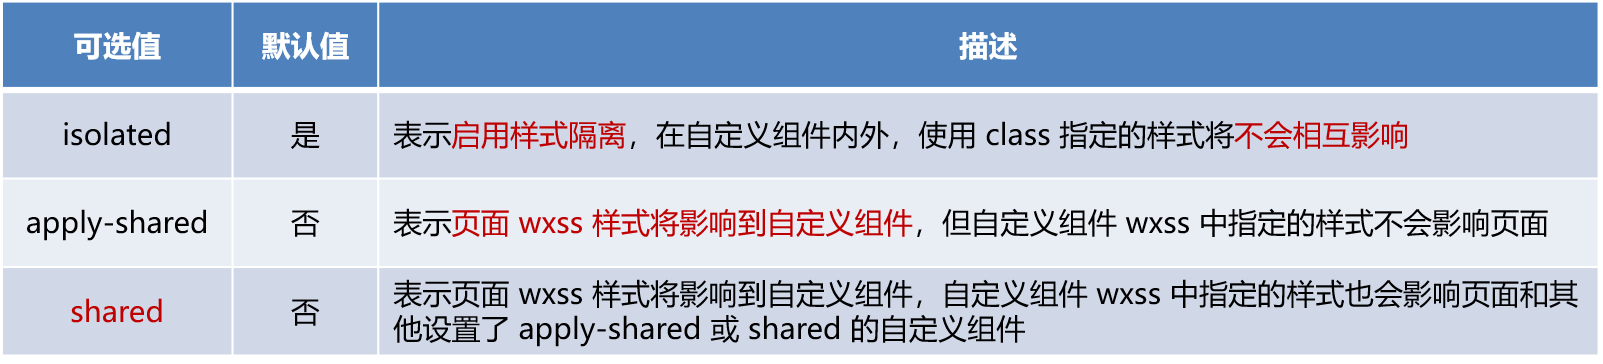 可选值 默认值 描述
isolated 是 表示启用样式隔离，在自定义组件内外，使用 class 指定的样式将不会相互影响
apply-shared 否 表示页面 wxss 样式将影响到自定义组件，但自定义组件 wxss 中指定的样式不会影响页面
shared 否 表示页面 wxss 样式将影响到自定义组件，自定义组件 wxss 中指定的样式也会影响页面和其
他设置了 apply-shared 或 shared 的自定义组件